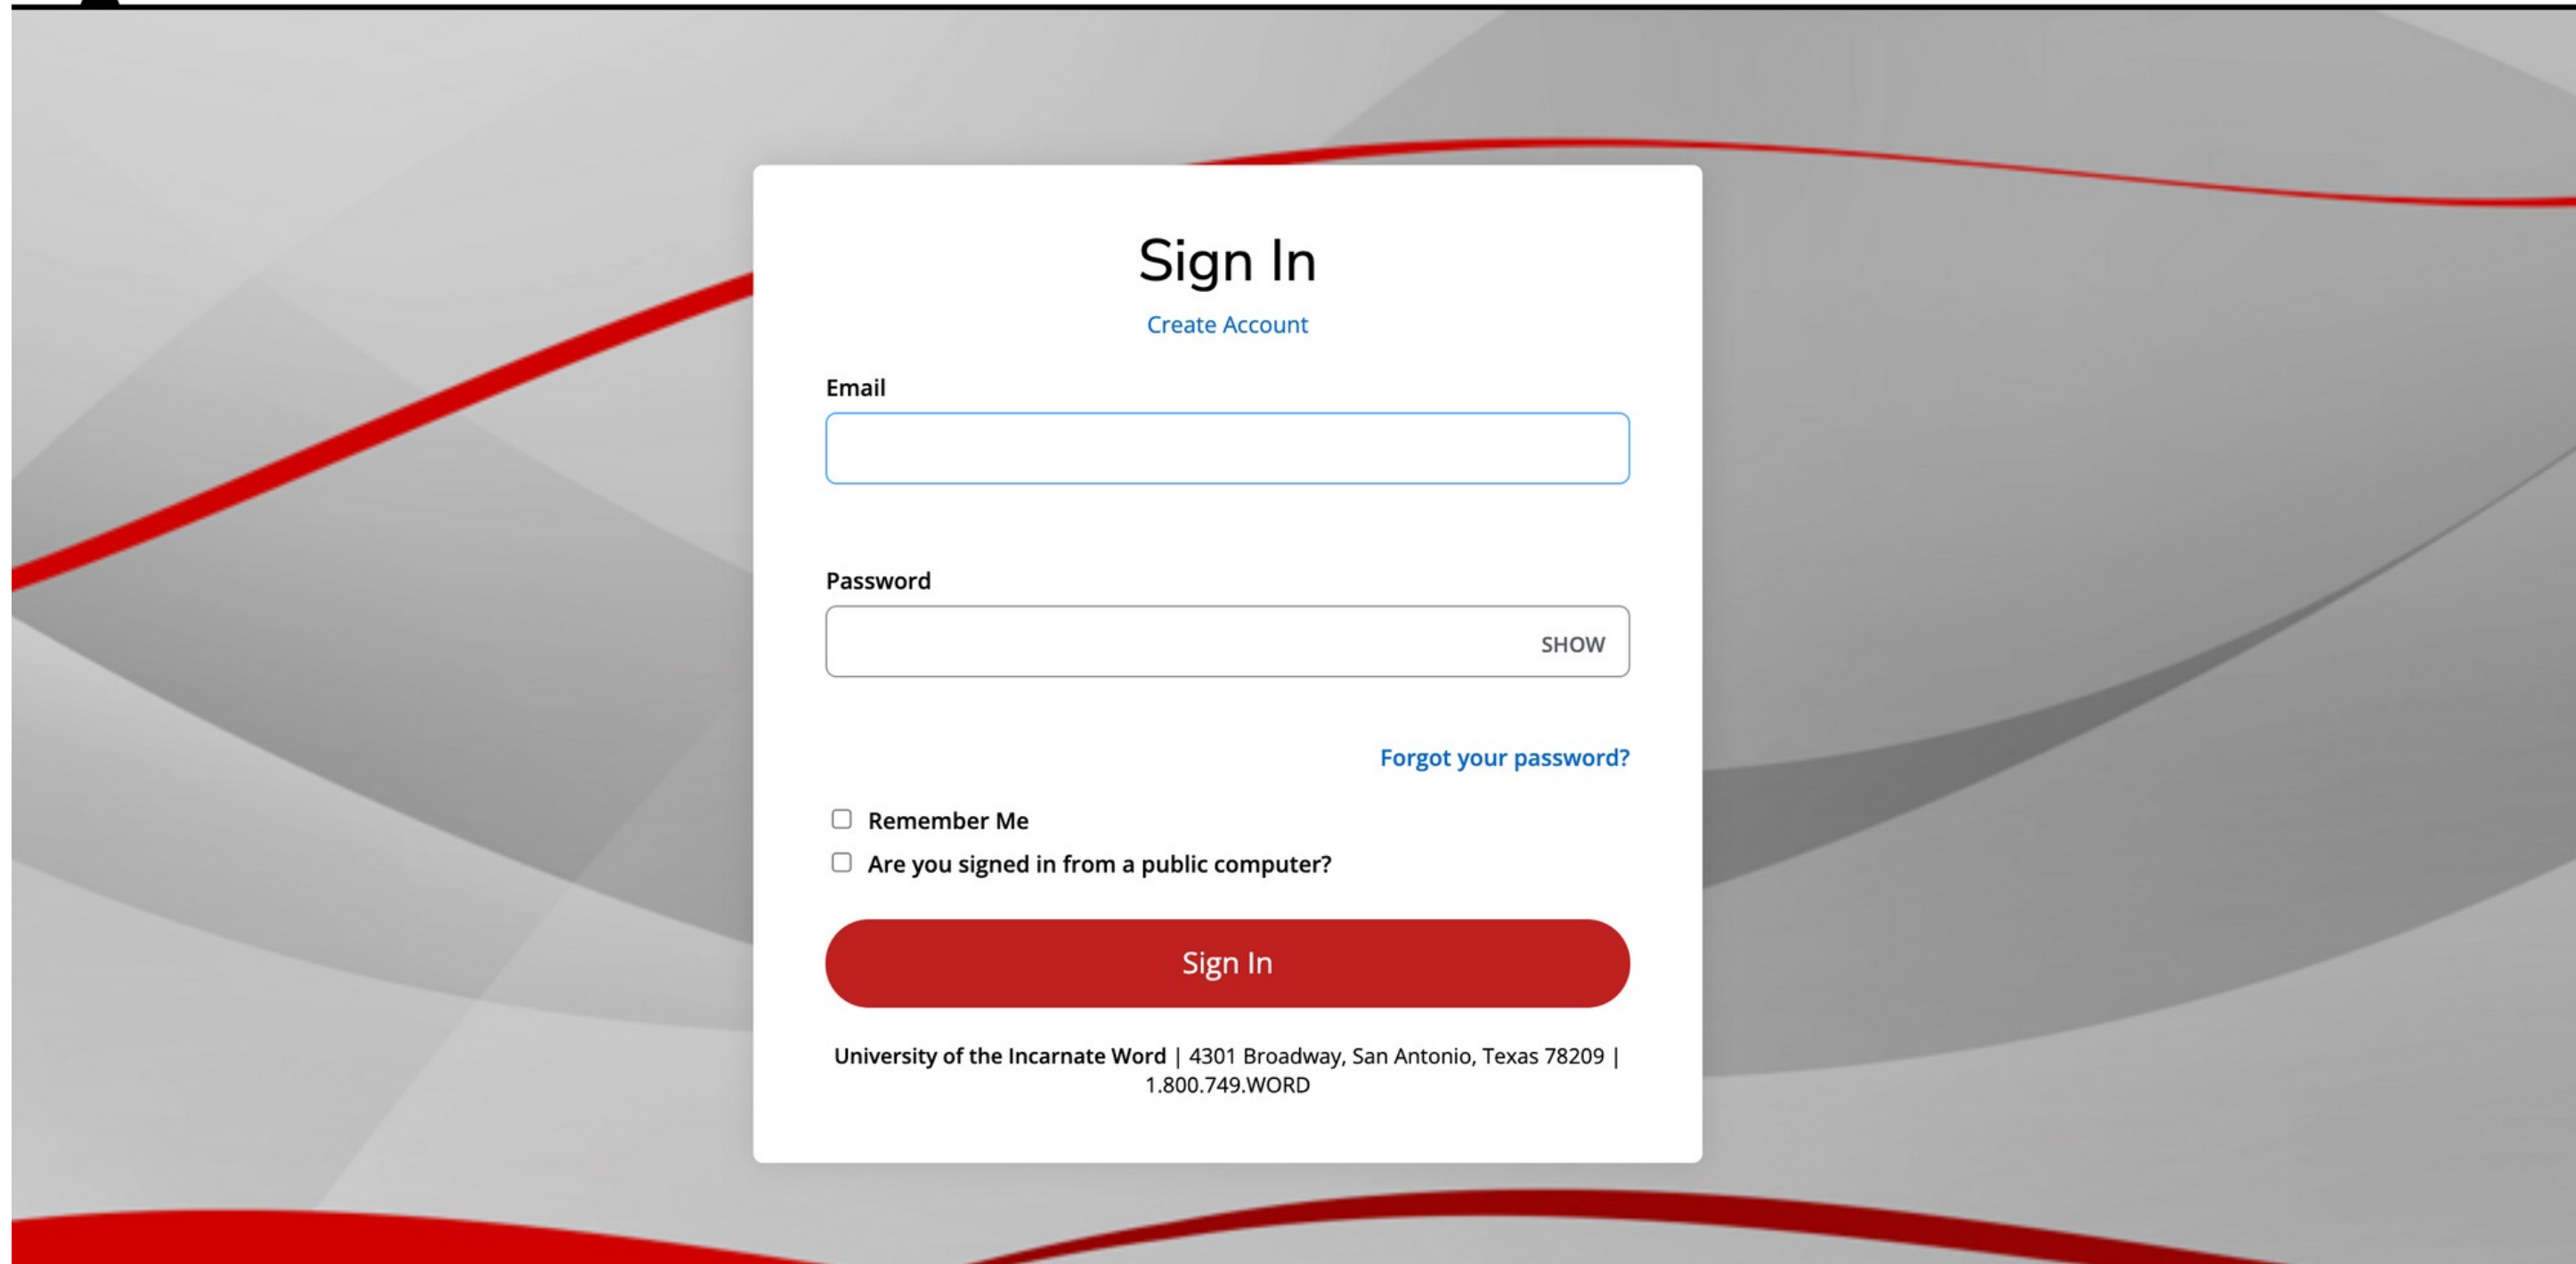 Sign In
Create Account
Email
Password
SHOW
Forgot your password?
Remember Me
Are you signed in from a public computer?
Sign In
University of the Incarnate Word | 4301 Broadway, San Antonio, Texas 78209 |
1.800.749.WORD